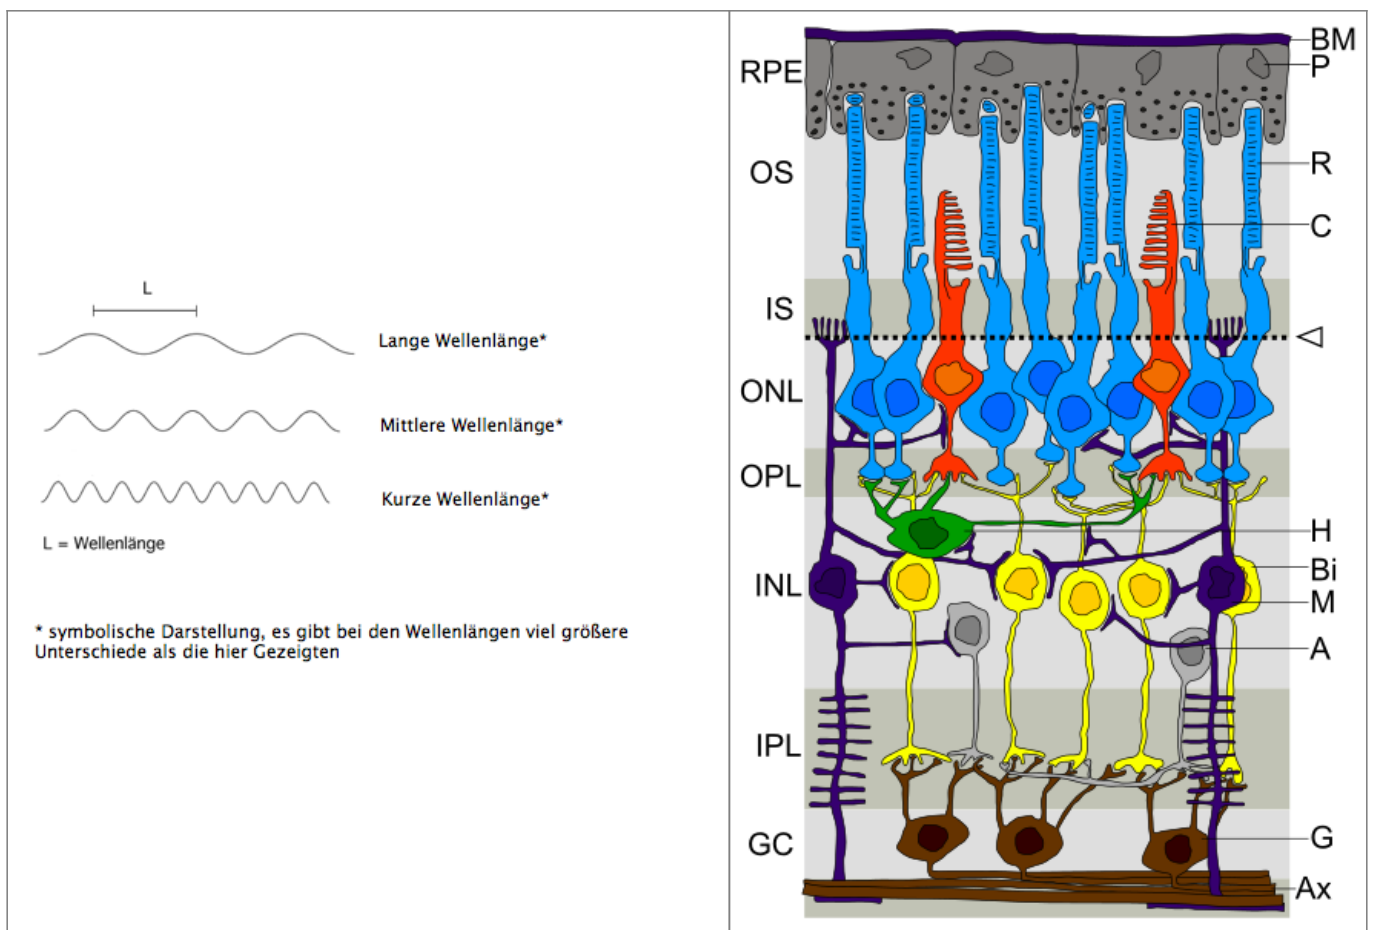 L
Lange Wellenlänge*
Mittlere Wellenlänge*
Kurze Wellenlänge*
L = Wellenlänge
* symbolische Darstellung, es gibt bei den Wellenlängen viel größere
Unterschiede als die hier Gezeigten
BM
RPE
P
R
OS
C
IS
ONL
OPL
H
Bi
INL
M
A
IPL
G
GC
Ax